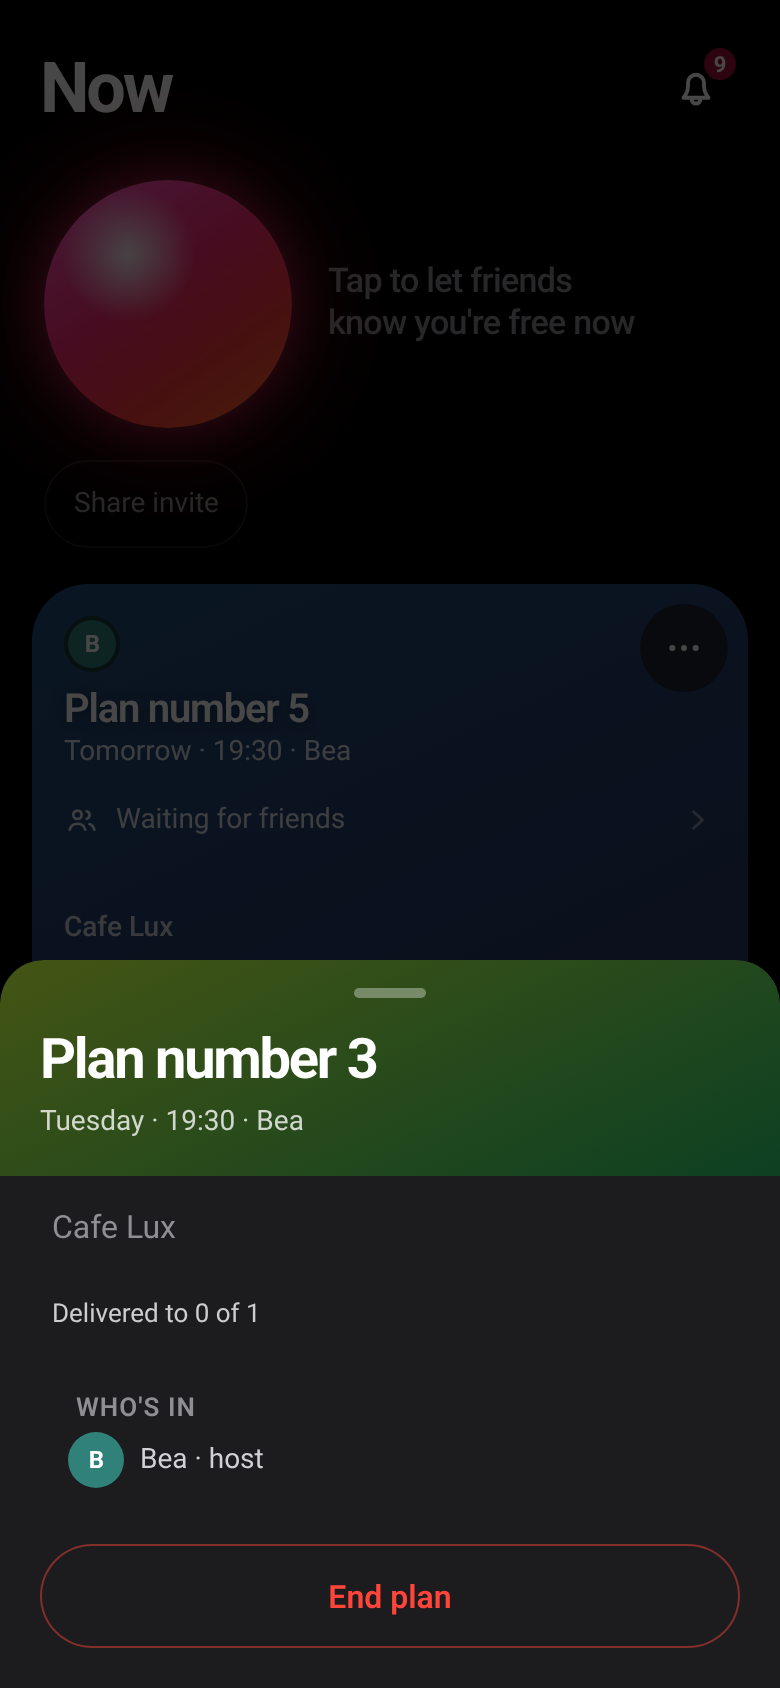 Now
9
Tap to let friends
know you're free now
Share invite
B
Plan number 5
Tomorrow · 19:30 · Bea
Waiting for friends
Cafe Lux
Plan number 3
Tuesday · 19:30 · Bea
Cafe Lux
Delivered to 0 of 1
WHO'S IN
B
Bea · host
End plan